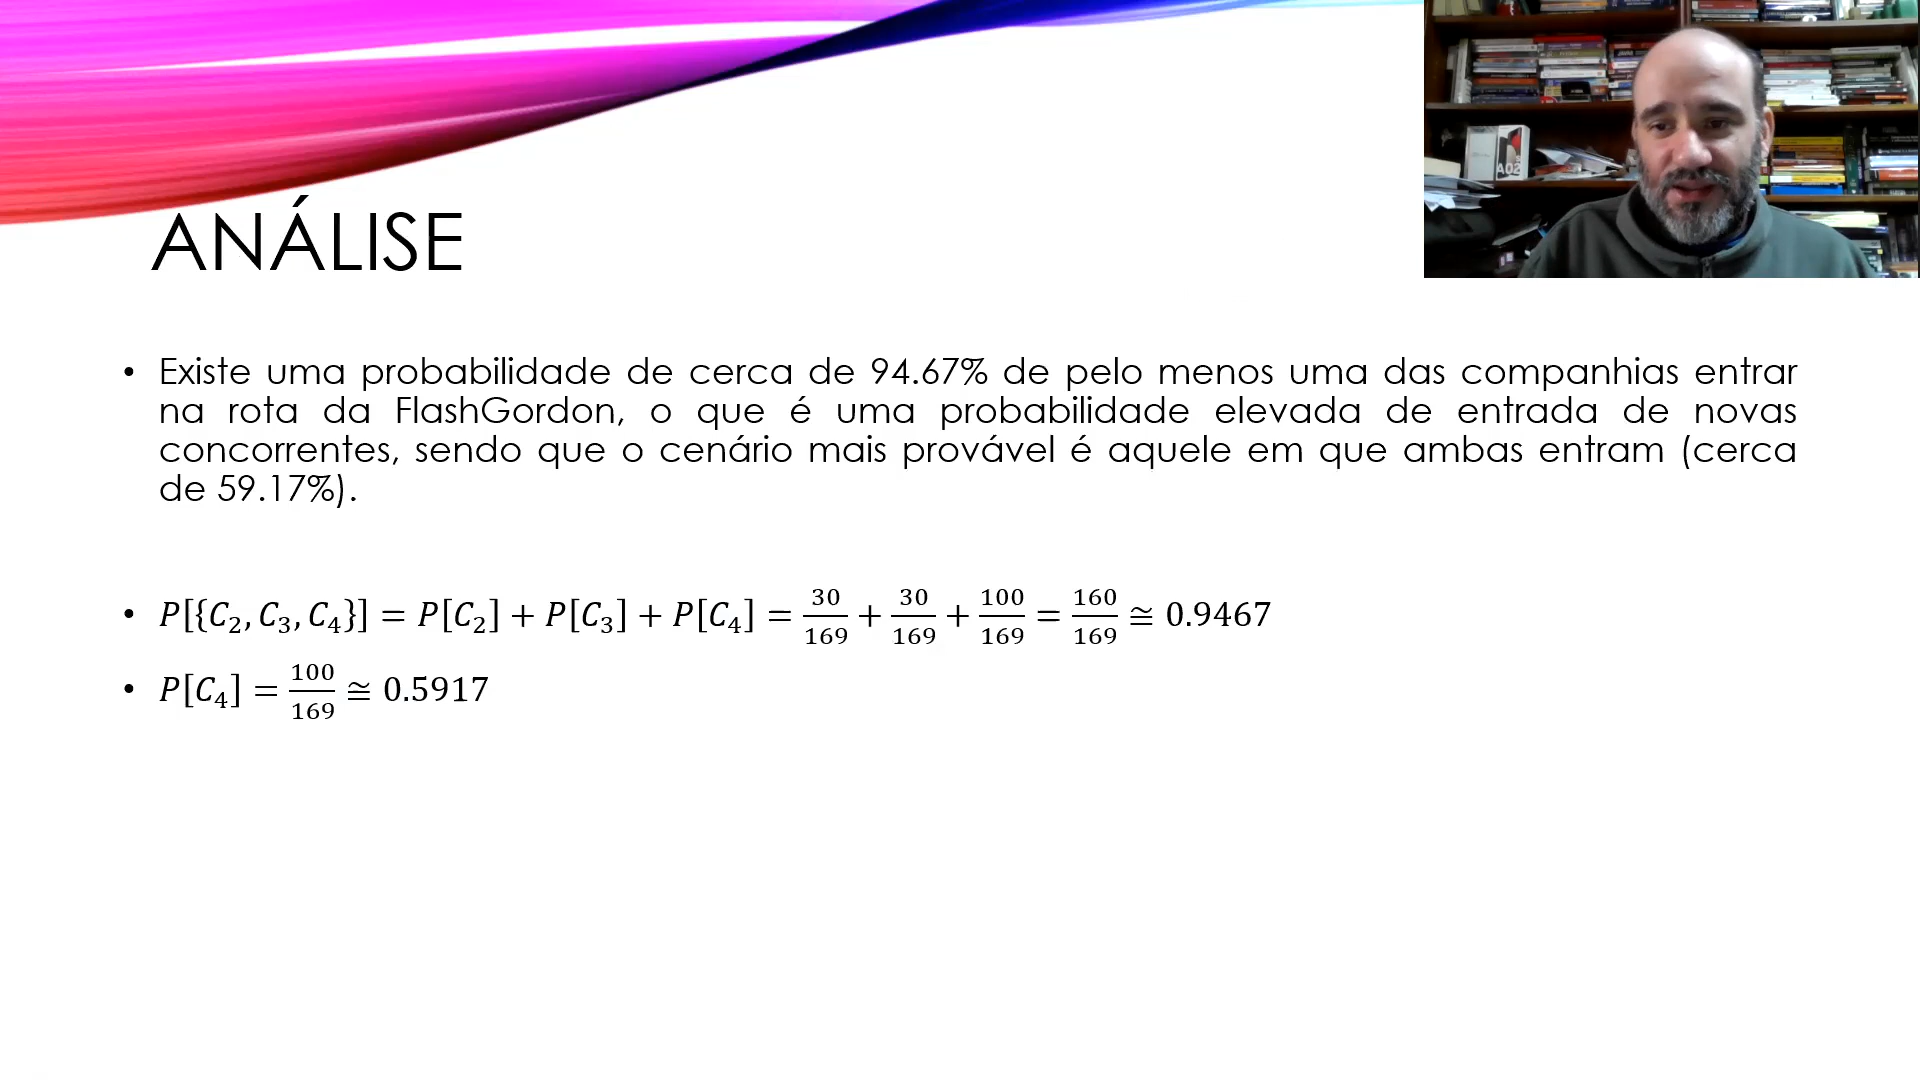 ANÁLISE
A02
• Existe uma probabilidade de cerca de 94.67% de pelo menos uma das companhias entrar
na rota da FlashGordon, o que é uma probabilidade elevada de entrada de novas
concorrentes, sendo que o cenário mais provável é aquele em que ambas entram (cerca
de 59.17%).
• P[{C₂, C₃, C₄}] = P[C₂] + P[C₃] + P[C₄] = 30/169 + 30/169 + 100/169 = 160/169 ≅ 0.9467
• P[C₄] = 100/169 ≅ 0.5917